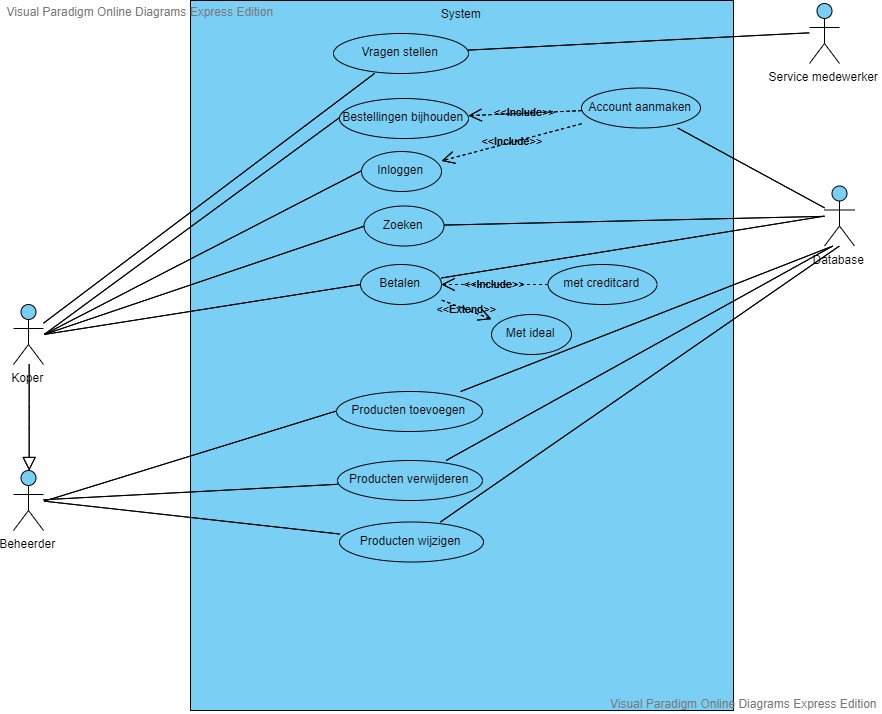 Visual Paradigm Online Diagrams Express Edition
System
Vragen stellen
Service medewerker
Bestellingen bijhouden
<<Include>>
Account aanmaken
<<Include>>
Inloggen
Zoeken
Database
Betalen
<<Include>>
met creditcard
<<Extend>>
Met ideal
Koper
Producten toevoegen
Producten verwijderen
Beheerder
Producten wijzigen
Visual Paradigm Online Diagrams Express Edition